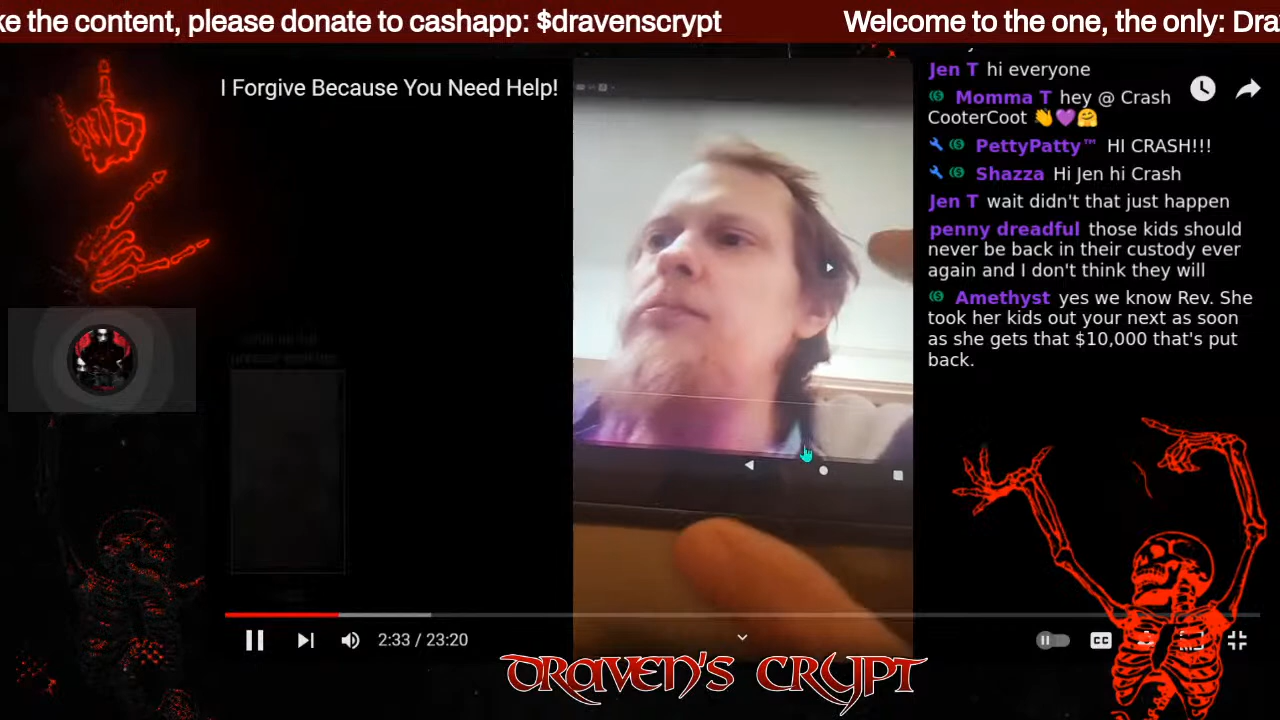 ke the content, please donate to cashapp: $dravenscrypt
Welcome to the one, the only: Dra
I Forgive Because You Need Help!
Jen T hi everyone
Momma T hey @ Crash
CooterCoot 👋💜🤗
PettyPatty™ HI CRASH!!!
Shazza Hi Jen hi Crash
Jen T wait didn't that just happen
penny dreadful those kids should
never be back in their custody ever
again and I don't think they will
Amethyst yes we know Rev. She
took her kids out your next as soon
as she gets that $10,000 that's put
back.
2:33 / 23:20
CC
DRAVEN'S CRYPT